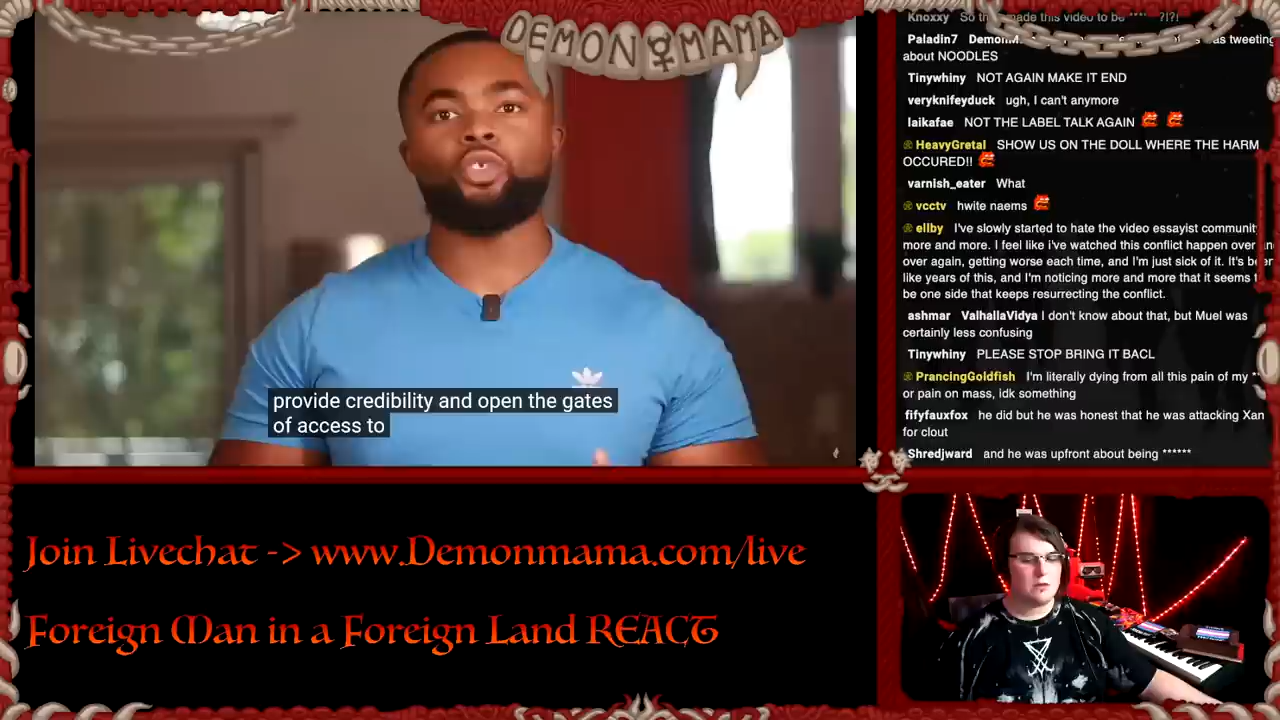 DEMON MAMA
provide credibility and open the gates
of access to
Knoxxy So th made this video to be **** ?!?!
Paladin7 DemonM as tweeting
about NOODLES
Tinywhiny NOT AGAIN MAKE IT END
veryknifeyduck ugh, I can't anymore
laikafae NOT THE LABEL TALK AGAIN
HeavyGretal SHOW US ON THE DOLL WHERE THE HARM
OCCURED!!
varnish_eater What
vcctv hwite naems
ellby I've slowly started to hate the video essayist community
more and more. I feel like i've watched this conflict happen over
over again, getting worse each time, and I'm just sick of it. It's
like years of this, and I'm noticing more and more that it seems
be one side that keeps resurrecting the conflict.
ashmar ValhallaVidya I don't know about that, but Muel was
certainly less confusing
Tinywhiny PLEASE STOP BRING IT BACL
PrancingGoldfish I'm literally dying from all this pain of my
or pain on mass, idk something
fifyfauxfox he did but he was honest that he was attacking Xan
for clout
Shredjward and he was upfront about being ******
Join Livechat -> www.Demonmama.com/live
Foreign Man in a Foreign Land REACT